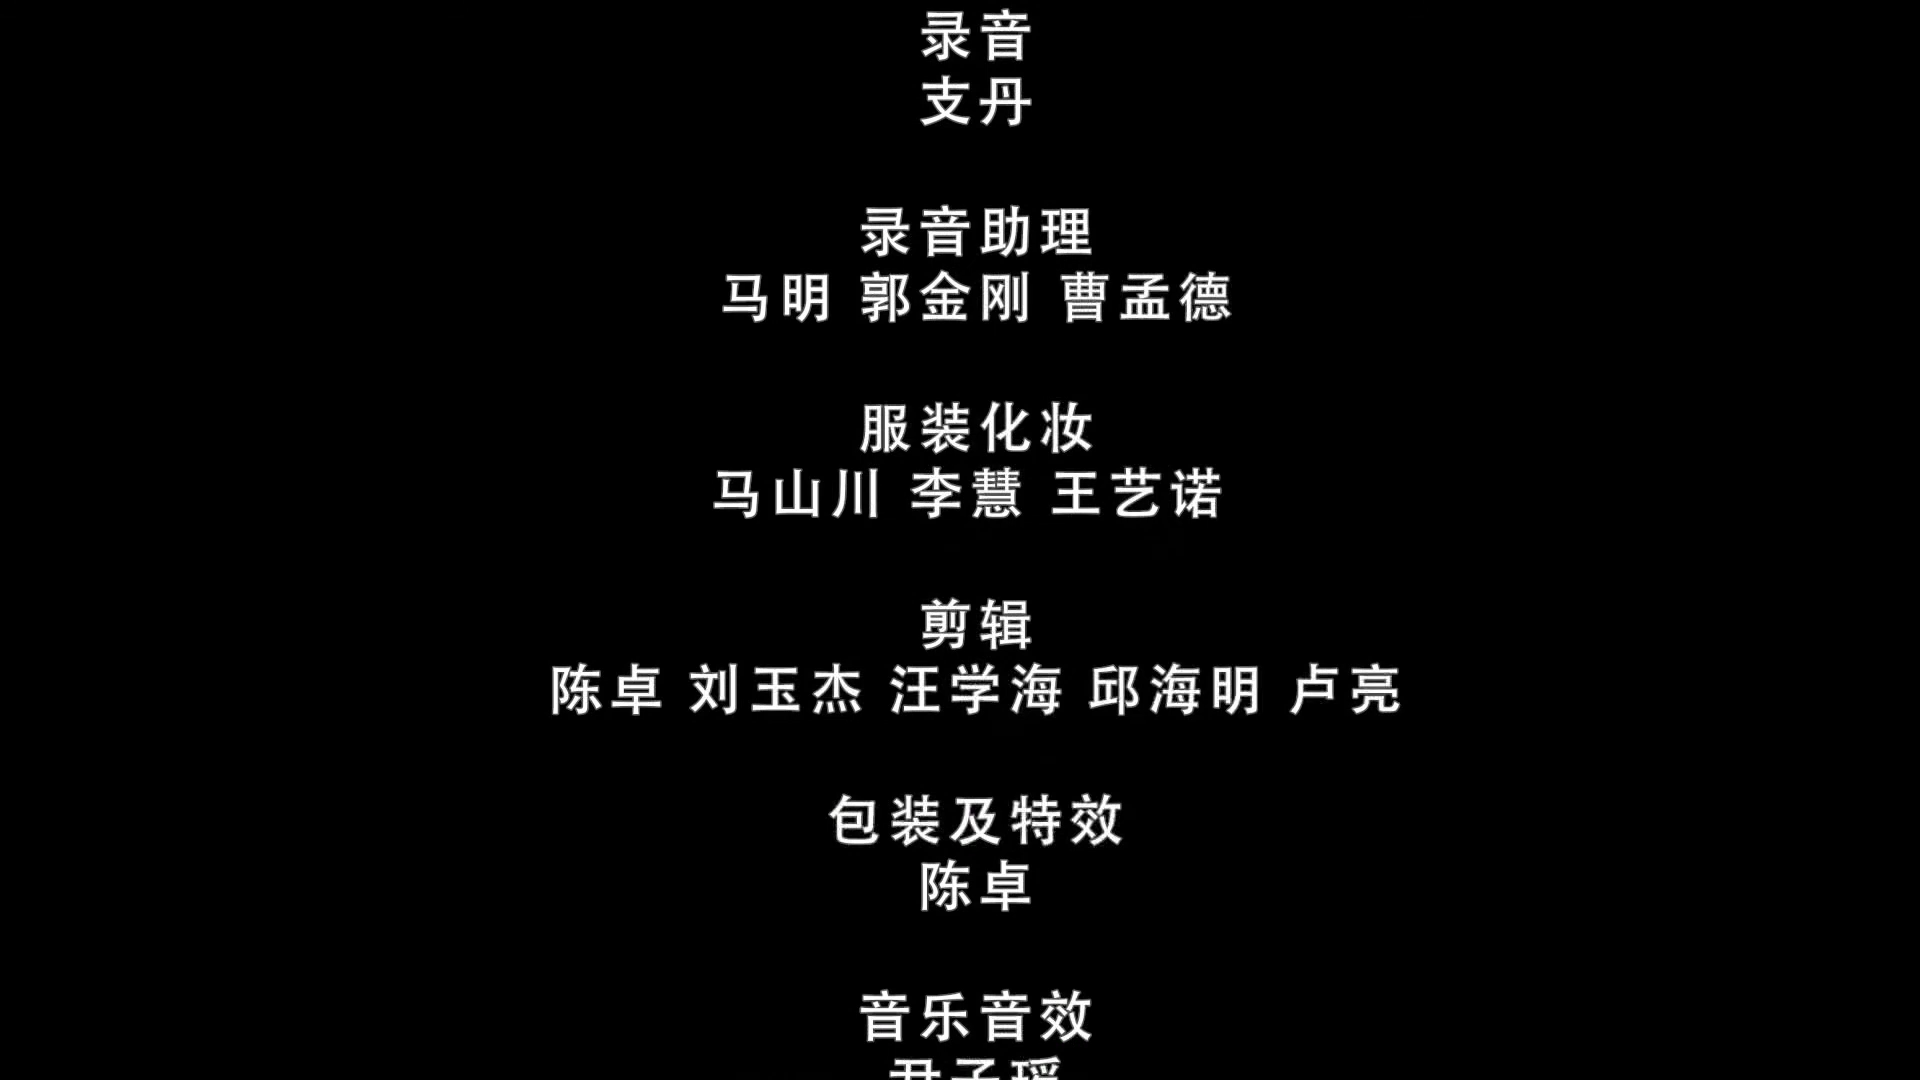 录音
支丹
录音助理
马明 郭金刚 曹孟德
服装化妆
马山川 李慧 王艺诺
剪辑
陈卓 刘玉杰 汪学海 邱海明 卢亮
包装及特效
陈卓
音乐音效